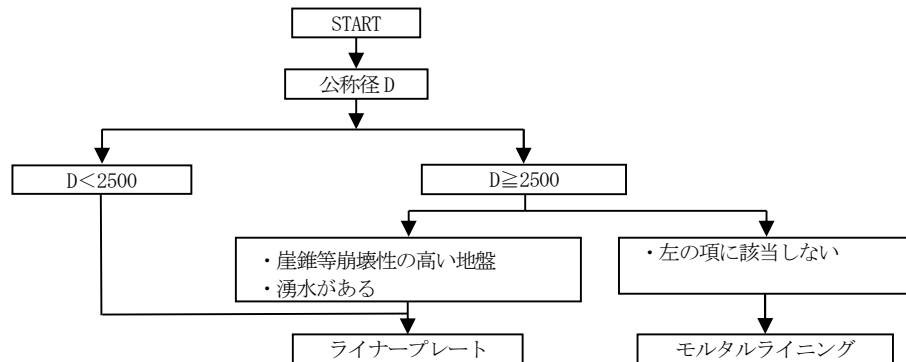 START
公称径 D
D＜2500
D≧2500
・崖錐等崩壊性の高い地盤
・湧水がある
・左の項に該当しない
ライナープレート
モルタルライニング